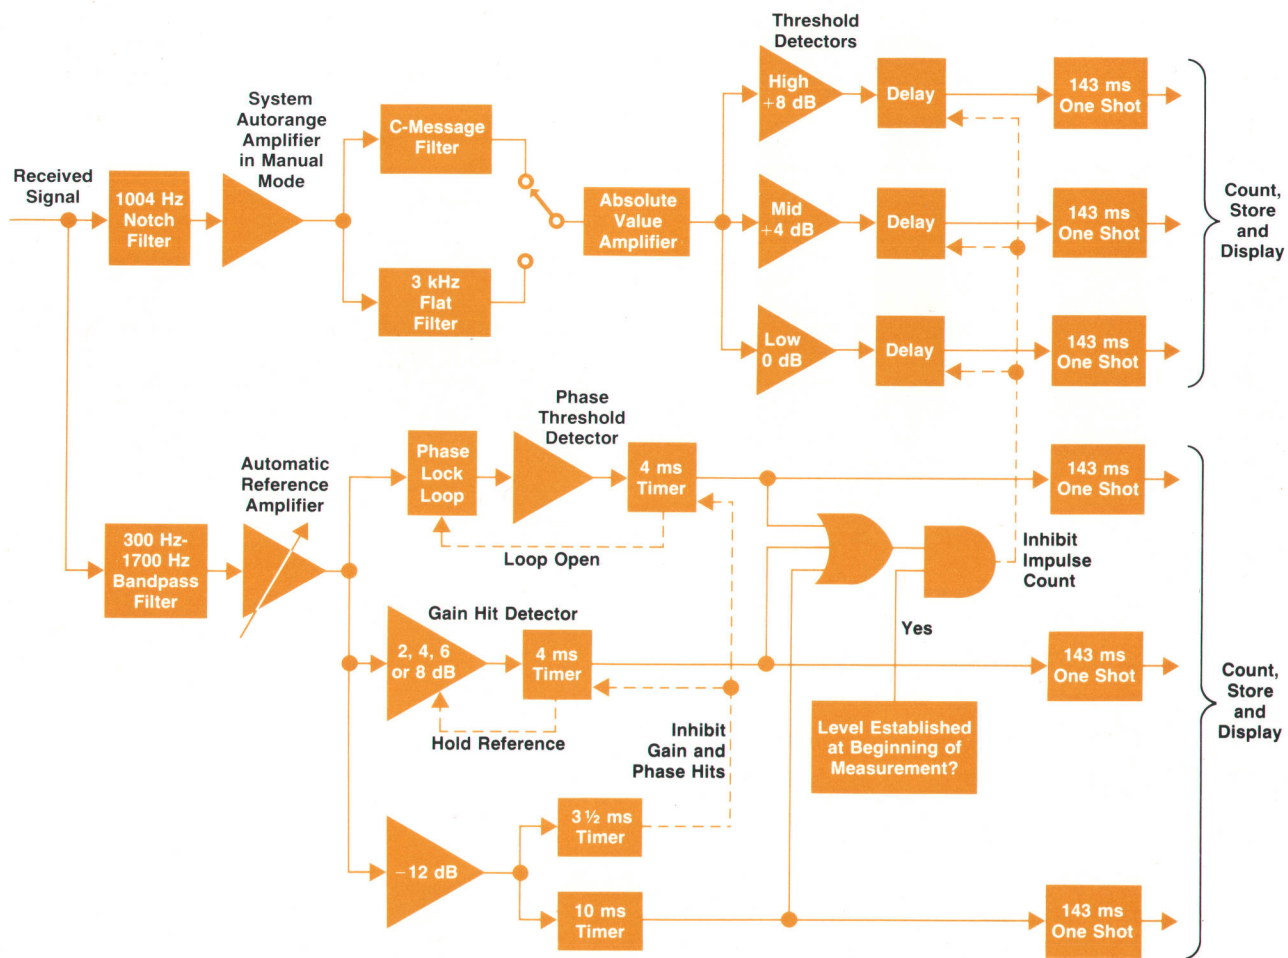 Threshold
Detectors
High
+8 dB
Delay
143 ms
One Shot
System
Autorange
Amplifier
in Manual
Mode
C-Message
Filter
Received
Signal
1004 Hz
Notch
Filter
Absolute
Value
Amplifier
Mid
+4 dB
Delay
143 ms
One Shot
Count,
Store
and
Display
3 kHz
Flat
Filter
Low
0 dB
Delay
143 ms
One Shot
Phase
Threshold
Detector
Automatic
Reference
Amplifier
Phase
Lock
Loop
4 ms
Timer
143 ms
One Shot
Loop Open
300 Hz-
1700 Hz
Bandpass
Filter
Inhibit
Impulse
Count
Gain Hit Detector
2, 4, 6
or 8 dB
4 ms
Timer
Yes
143 ms
One Shot
Hold Reference
Inhibit
Gain and
Phase Hits
Level Established
at Beginning of
Measurement?
Count,
Store
and
Display
−12 dB
3 ½ ms
Timer
10 ms
Timer
143 ms
One Shot